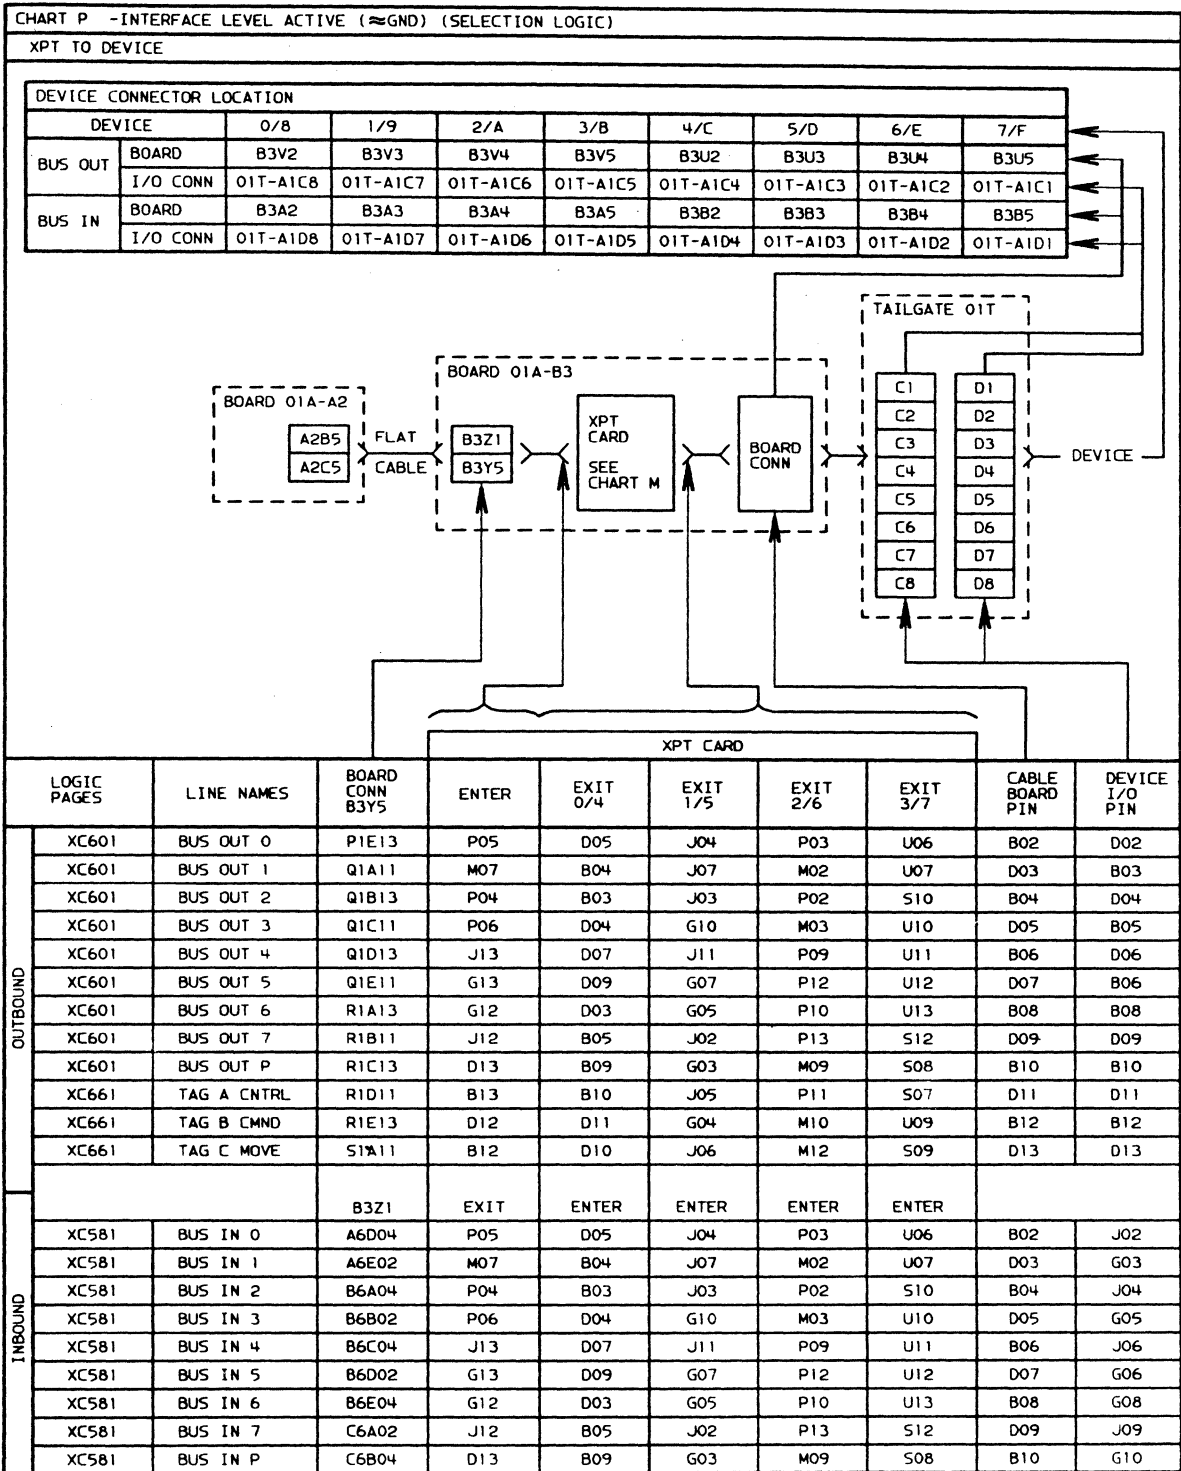 CHART P -INTERFACE LEVEL ACTIVE (≈GND) (SELECTION LOGIC)
XPT TO DEVICE
DEVICE CONNECTOR LOCATION
DEVICE 0/8 1/9 2/A 3/B 4/C 5/D 6/E 7/F
BUS OUT BOARD B3V2 B3V3 B3V4 B3V5 B3U2 B3U3 B3U4 B3U5
I/O CONN 01T-A1C8 01T-A1C7 01T-A1C6 01T-A1C5 01T-A1C4 01T-A1C3 01T-A1C2 01T-A1C1
BUS IN BOARD B3A2 B3A3 B3A4 B3A5 B3B2 B3B3 B3B4 B3B5
I/O CONN 01T-A1D8 01T-A1D7 01T-A1D6 01T-A1D5 01T-A1D4 01T-A1D3 01T-A1D2 01T-A1D1
BOARD 01A-A2
A2B5
A2C5
FLAT
CABLE
BOARD 01A-B3
B3Z1
B3Y5
XPT
CARD
SEE
CHART M
BOARD
CONN
TAILGATE 01T
C1 D1
C2 D2
C3 D3
C4 D4
C5 D5
C6 D6
C7 D7
C8 D8
DEVICE
XPT CARD
LOGIC PAGES LINE NAMES BOARD CONN B3Y5 ENTER EXIT 0/4 EXIT 1/5 EXIT 2/6 EXIT 3/7 CABLE BOARD PIN DEVICE I/O PIN
OUTBOUND
XC601 BUS OUT 0 P1E13 P05 D05 J04 P03 U06 B02 D02
XC601 BUS OUT 1 Q1A11 M07 B04 J07 M02 U07 D03 B03
XC601 BUS OUT 2 Q1B13 P04 B03 J03 P02 S10 B04 D04
XC601 BUS OUT 3 Q1C11 P06 D04 G10 M03 U10 D05 B05
XC601 BUS OUT 4 Q1D13 J13 D07 J11 P09 U11 B06 D06
XC601 BUS OUT 5 Q1E11 G13 D09 G07 P12 U12 D07 B06
XC601 BUS OUT 6 R1A13 G12 D03 G05 P10 U13 B08 B08
XC601 BUS OUT 7 R1B11 J12 B05 J02 P13 S12 D09 D09
XC601 BUS OUT P R1C13 D13 B09 G03 M09 S08 B10 B10
XC661 TAG A CNTRL R1D11 B13 B10 J05 P11 S07 D11 D11
XC661 TAG B CMND R1E13 D12 D11 G04 M10 U09 B12 B12
XC661 TAG C MOVE S1A11 B12 D10 J06 M12 S09 D13 D13
INBOUND
B3Z1 EXIT ENTER ENTER ENTER ENTER
XC581 BUS IN 0 A6D04 P05 D05 J04 P03 U06 B02 J02
XC581 BUS IN 1 A6E02 M07 B04 J07 M02 U07 D03 G03
XC581 BUS IN 2 B6A04 P04 B03 J03 P02 S10 B04 J04
XC581 BUS IN 3 B6B02 P06 D04 G10 M03 U10 D05 G05
XC581 BUS IN 4 B6C04 J13 D07 J11 P09 U11 B06 J06
XC581 BUS IN 5 B6D02 G13 D09 G07 P12 U12 D07 G06
XC581 BUS IN 6 B6E04 G12 D03 G05 P10 U13 B08 G08
XC581 BUS IN 7 C6A02 J12 B05 J02 P13 S12 D09 J09
XC581 BUS IN P C6B04 D13 B09 G03 M09 S08 B10 G10